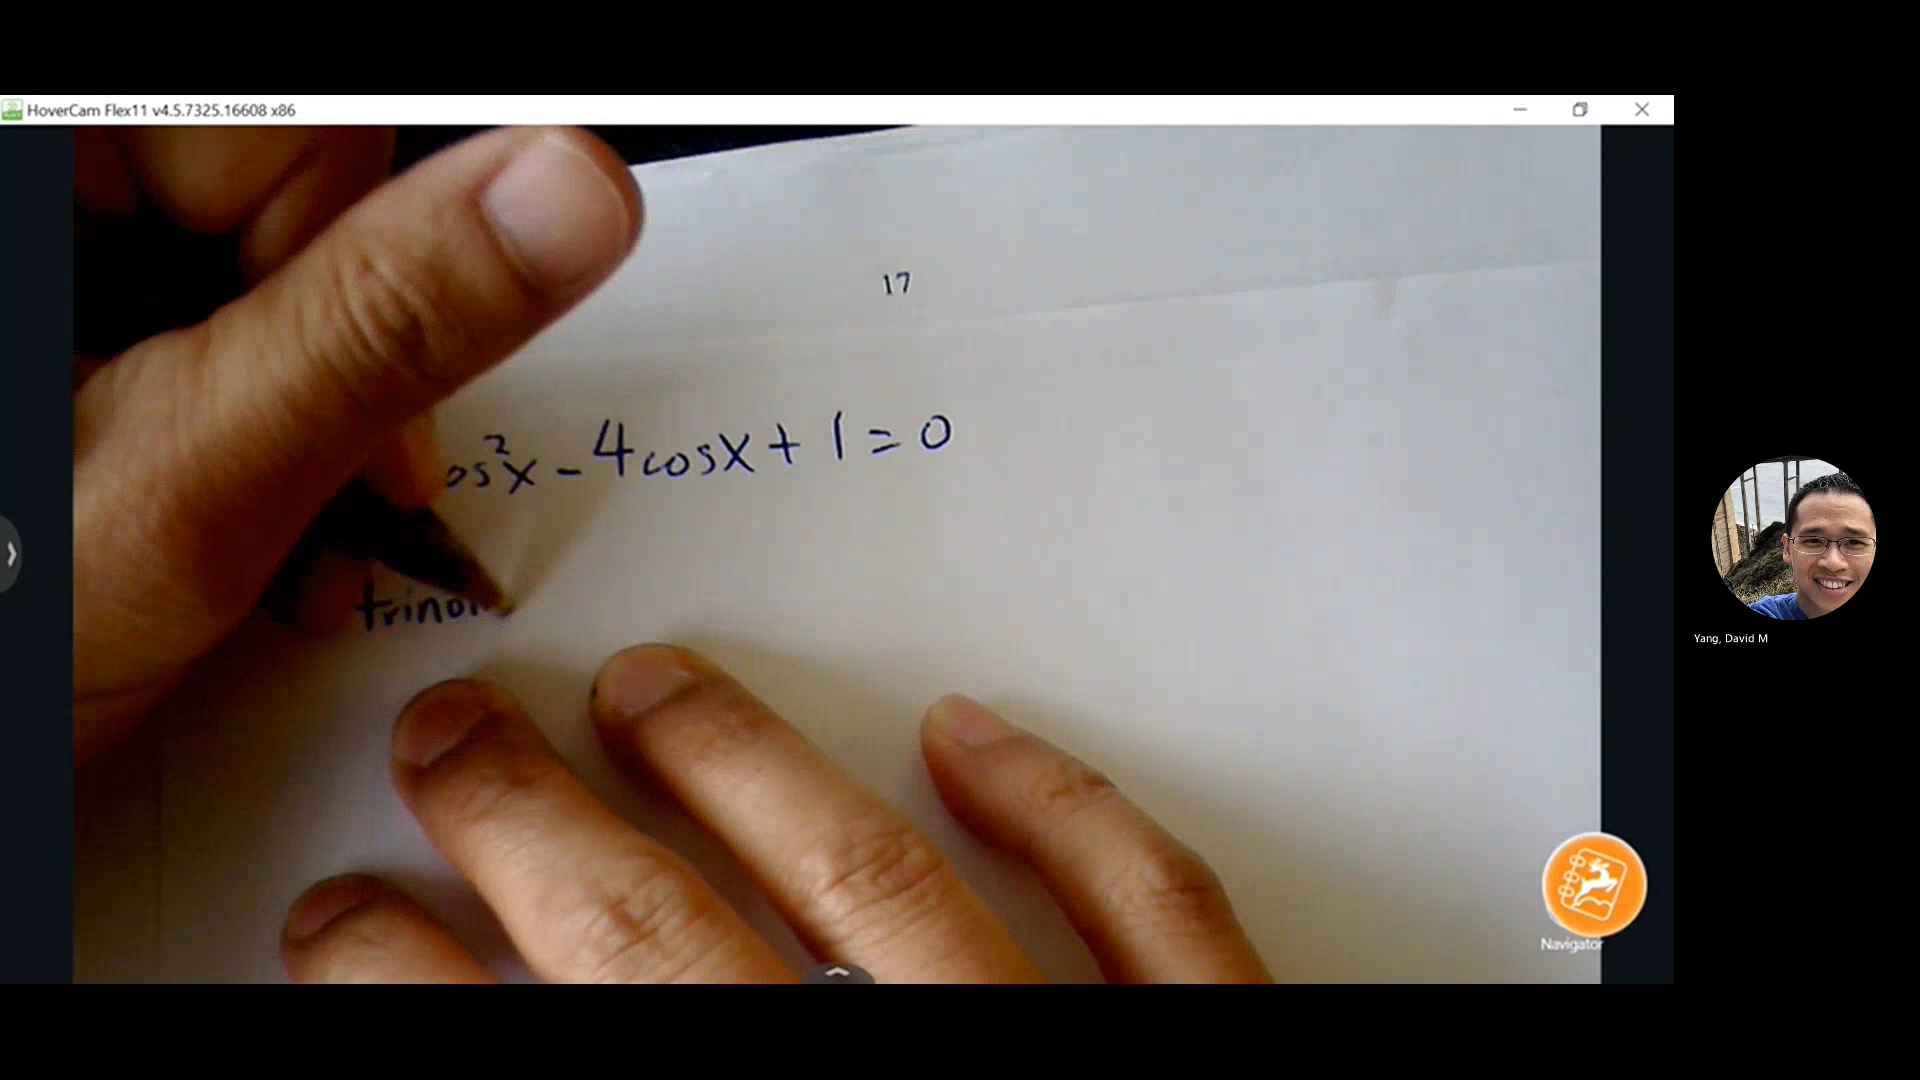 HoverCam Flex11 v4.5.7325.16608 x86
17
os²x - 4cosx + 1 = 0
trino
Yang, David M
Navigator